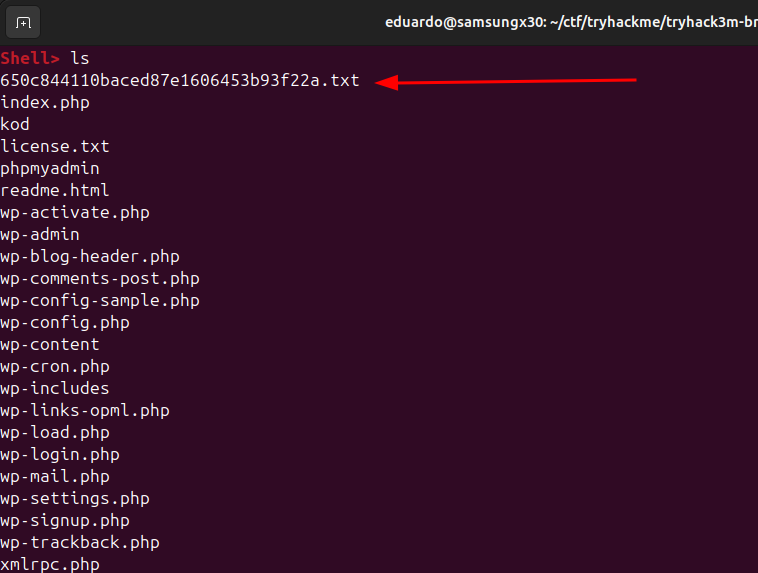 eduardo@samsungx30: ~/ctf/tryhackme/tryhack3m-br
Shell> ls
650c844110baced87e1606453b93f22a.txt
index.php
kod
license.txt
phpmyadmin
readme.html
wp-activate.php
wp-admin
wp-blog-header.php
wp-comments-post.php
wp-config-sample.php
wp-config.php
wp-content
wp-cron.php
wp-includes
wp-links-opml.php
wp-load.php
wp-login.php
wp-mail.php
wp-settings.php
wp-signup.php
wp-trackback.php
xmlrpc.php